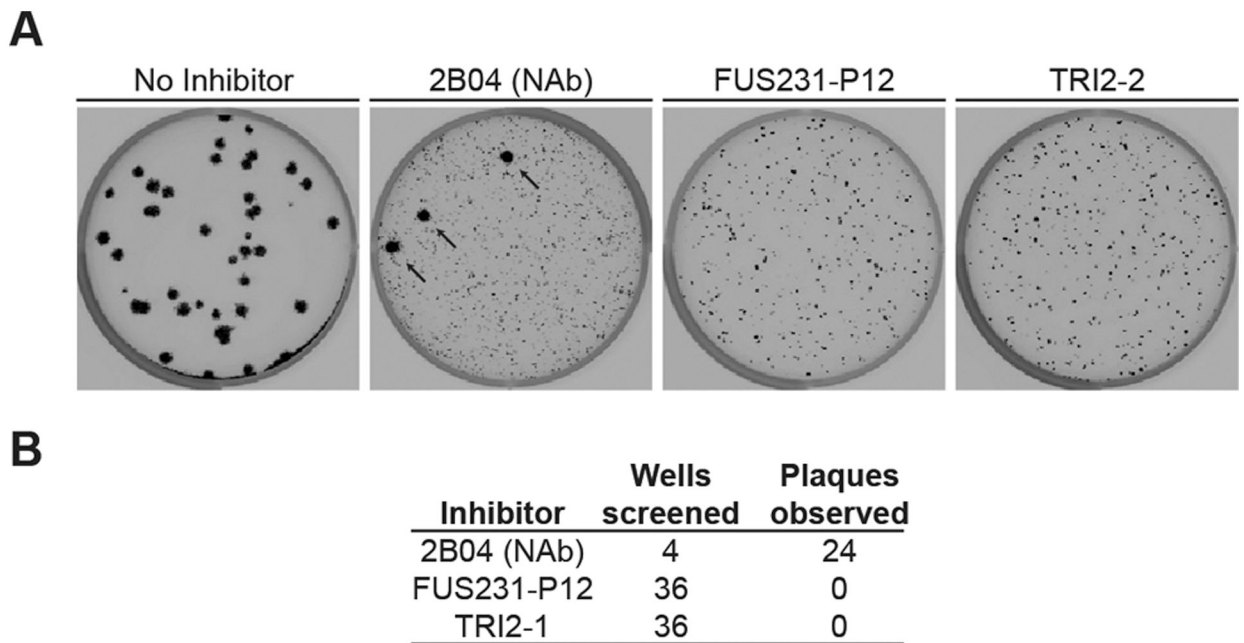 A
No Inhibitor 2B04 (NAb) FUS231-P12 TRI2-2
B
Wells Plaques
Inhibitor screened observed
2B04 (NAb) 4 24
FUS231-P12 36 0
TRI2-1 36 0